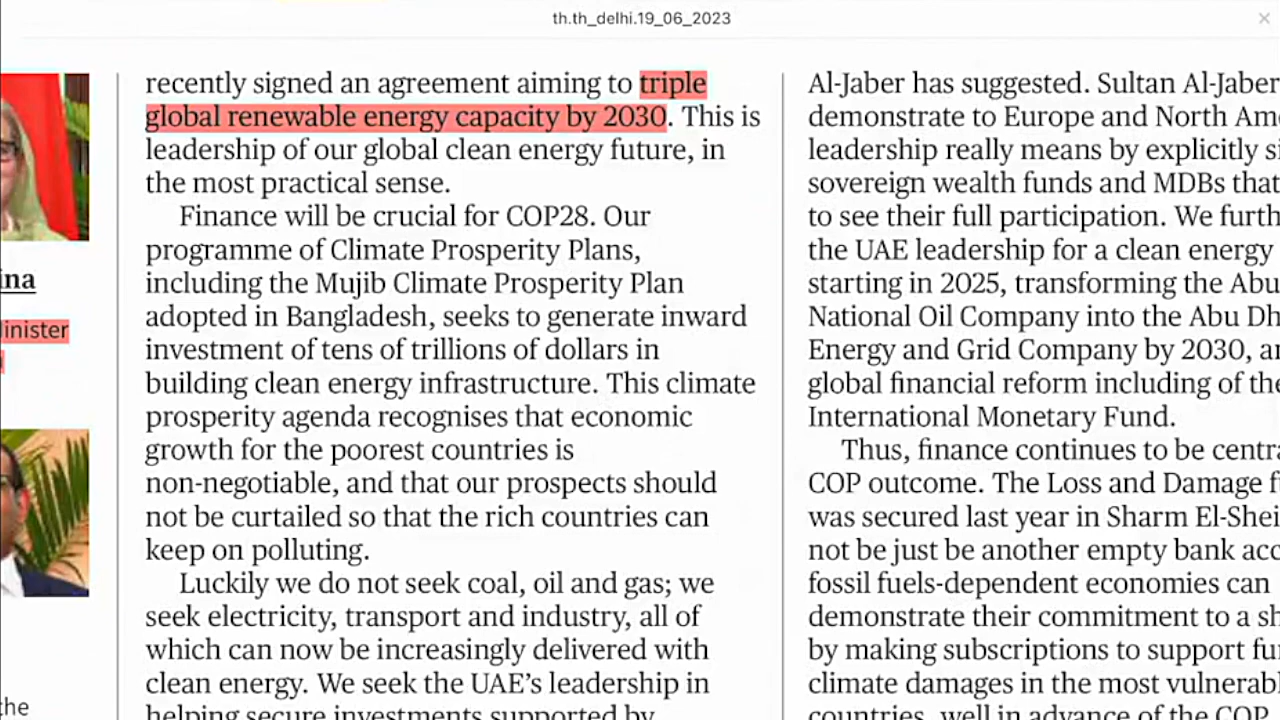 th.th_delhi.19_06_2023
ina
inister
the
recently signed an agreement aiming to triple
global renewable energy capacity by 2030. This is
leadership of our global clean energy future, in
the most practical sense.
Finance will be crucial for COP28. Our
programme of Climate Prosperity Plans,
including the Mujib Climate Prosperity Plan
adopted in Bangladesh, seeks to generate inward
investment of tens of trillions of dollars in
building clean energy infrastructure. This climate
prosperity agenda recognises that economic
growth for the poorest countries is
non-negotiable, and that our prospects should
not be curtailed so that the rich countries can
keep on polluting.
Luckily we do not seek coal, oil and gas; we
seek electricity, transport and industry, all of
which can now be increasingly delivered with
clean energy. We seek the UAE’s leadership in
helping secure investments supported by
Al-Jaber has suggested. Sultan Al-Jaber
demonstrate to Europe and North Am
leadership really means by explicitly si
sovereign wealth funds and MDBs that
to see their full participation. We furth
the UAE leadership for a clean energy
starting in 2025, transforming the Abu
National Oil Company into the Abu Dh
Energy and Grid Company by 2030, a
global financial reform including of the
International Monetary Fund.
Thus, finance continues to be centra
COP outcome. The Loss and Damage f
was secured last year in Sharm El-Shei
not be just be another empty bank acc
fossil fuels-dependent economies can
demonstrate their commitment to a sh
by making subscriptions to support fu
climate damages in the most vulnerabl
countries, well in advance of the COP